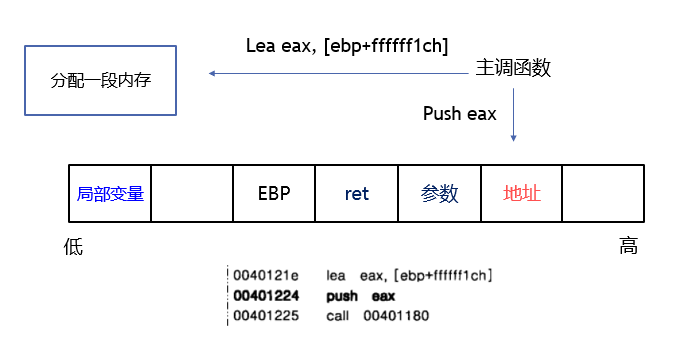 Lea eax, [ebp+ffffff1ch]
分配一段内存
主调函数
Push eax
局部变量 EBP ret 参数 地址
低 高
0040121e lea eax, [ebp+ffffff1ch]
00401224 push eax
00401225 call 00401180